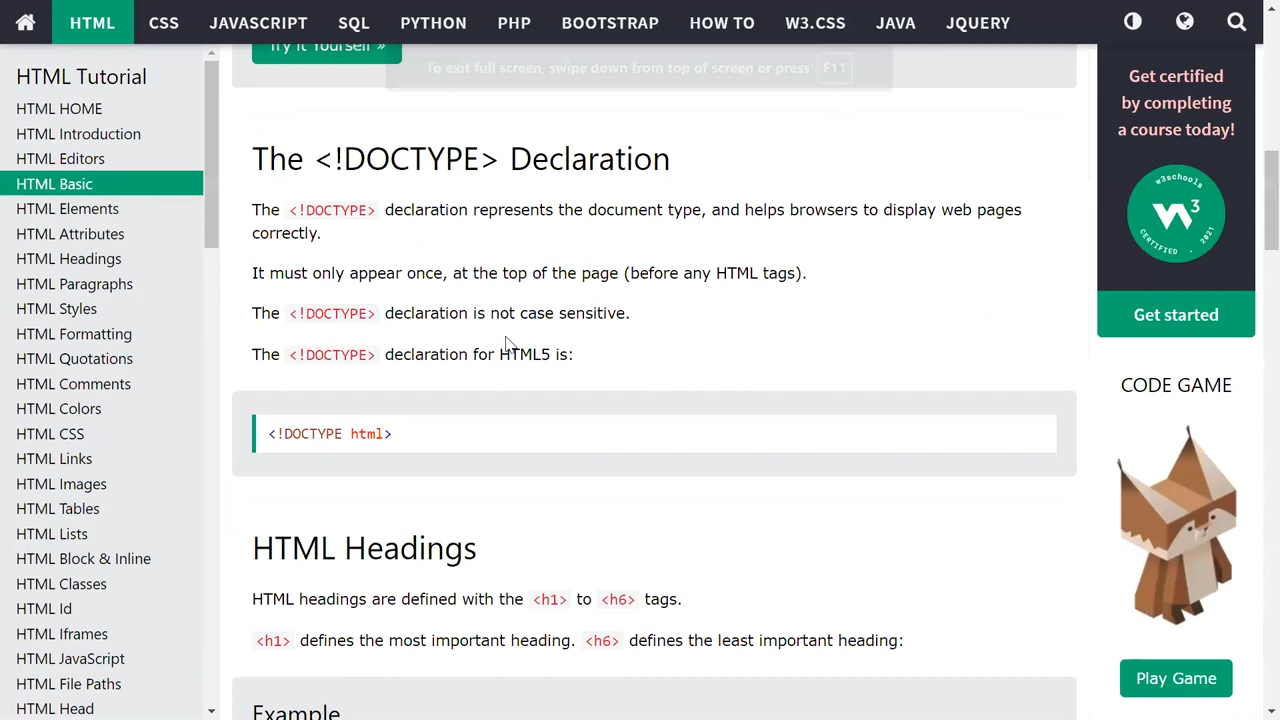 HTML CSS JAVASCRIPT SQL PYTHON PHP BOOTSTRAP HOW TO W3.CSS JAVA JQUERY
HTML Tutorial
HTML HOME
HTML Introduction
HTML Editors
HTML Basic
HTML Elements
HTML Attributes
HTML Headings
HTML Paragraphs
HTML Styles
HTML Formatting
HTML Quotations
HTML Comments
HTML Colors
HTML CSS
HTML Links
HTML Images
HTML Tables
HTML Lists
HTML Block & Inline
HTML Classes
HTML Id
HTML Iframes
HTML JavaScript
HTML File Paths
HTML Head
Try it Yourself »
To exit full screen, swipe down from top of screen or press F11
The <!DOCTYPE> Declaration
The <!DOCTYPE> declaration represents the document type, and helps browsers to display web pages
correctly.
It must only appear once, at the top of the page (before any HTML tags).
The <!DOCTYPE> declaration is not case sensitive.
The <!DOCTYPE> declaration for HTML5 is:
<!DOCTYPE html>
HTML Headings
HTML headings are defined with the <h1> to <h6> tags.
<h1> defines the most important heading. <h6> defines the least important heading:
Example
Get certified
by completing
a course today!
w3schools
W3
CERTIFIED . 2021
Get started
CODE GAME
Play Game